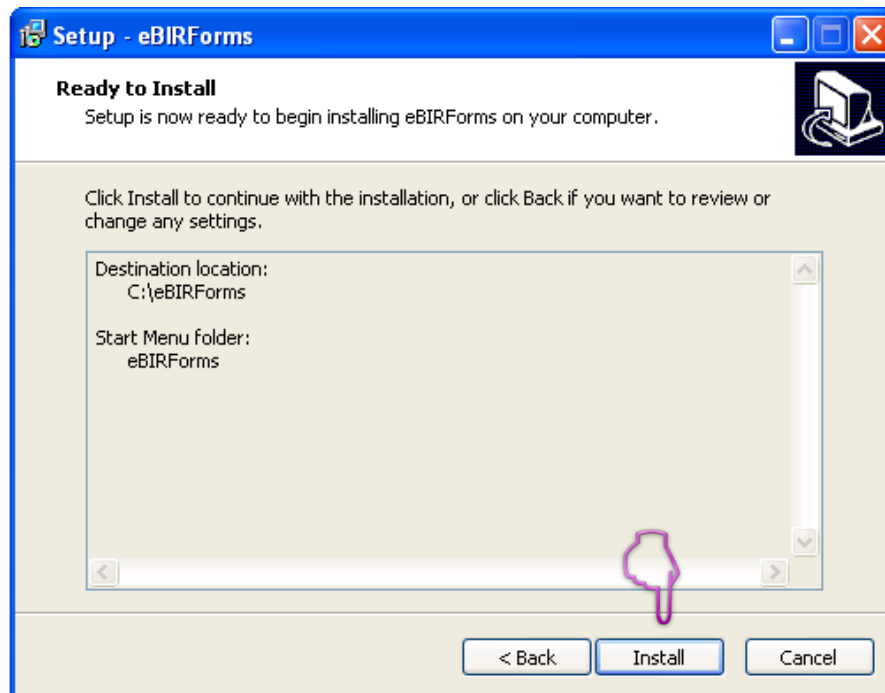 Setup - eBIRForms
Ready to Install
Setup is now ready to begin installing eBIRForms on your computer.
Click Install to continue with the installation, or click Back if you want to review or
change any settings.
Destination location:
C:\eBIRForms
Start Menu folder:
eBIRForms
< Back
Install
Cancel